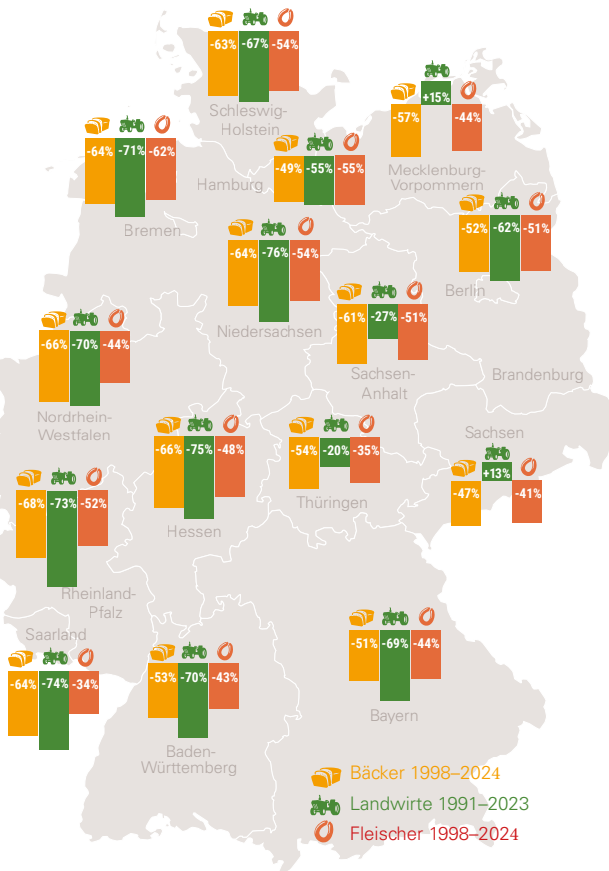 -63% -67% -54%
Schleswig-
Holstein
+15%
-57% -44%
Mecklenburg-
Vorpommern
-64% -71% -62%
Bremen
Hamburg
-49% -55% -55%
-52% -62% -51%
Berlin
-64% -76% -54%
Niedersachsen
-61% -27% -51%
Sachsen-
Anhalt
Brandenburg
-66% -70% -44%
Nordrhein-
Westfalen
-66% -75% -48%
Hessen
-54% -20% -35%
Thüringen
Sachsen
+13%
-47% -41%
-68% -73% -52%
Rheinland-
Pfalz
Saarland
-64% -74% -34%
-53% -70% -43%
Baden-
Württemberg
-51% -69% -44%
Bayern
Bäcker 1998–2024
Landwirte 1991–2023
Fleischer 1998–2024